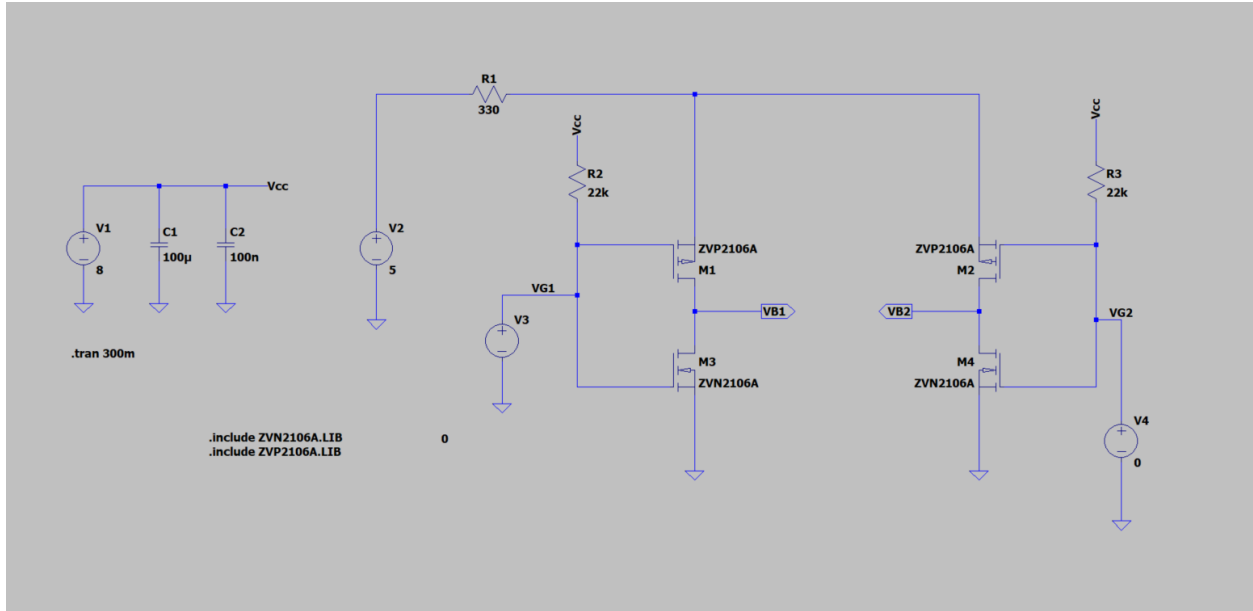 R1
330
Vcc
R2
22k
Vcc
R3
22k
Vcc
V1
8
C1
100µ
C2
100n
V2
5
ZVP2106A
M1
ZVP2106A
M2
VG1
V3
VB1
VB2
VG2
M3
ZVN2106A
M4
ZVN2106A
V4
0
.tran 300m
.include ZVN2106A.LIB
.include ZVP2106A.LIB
0